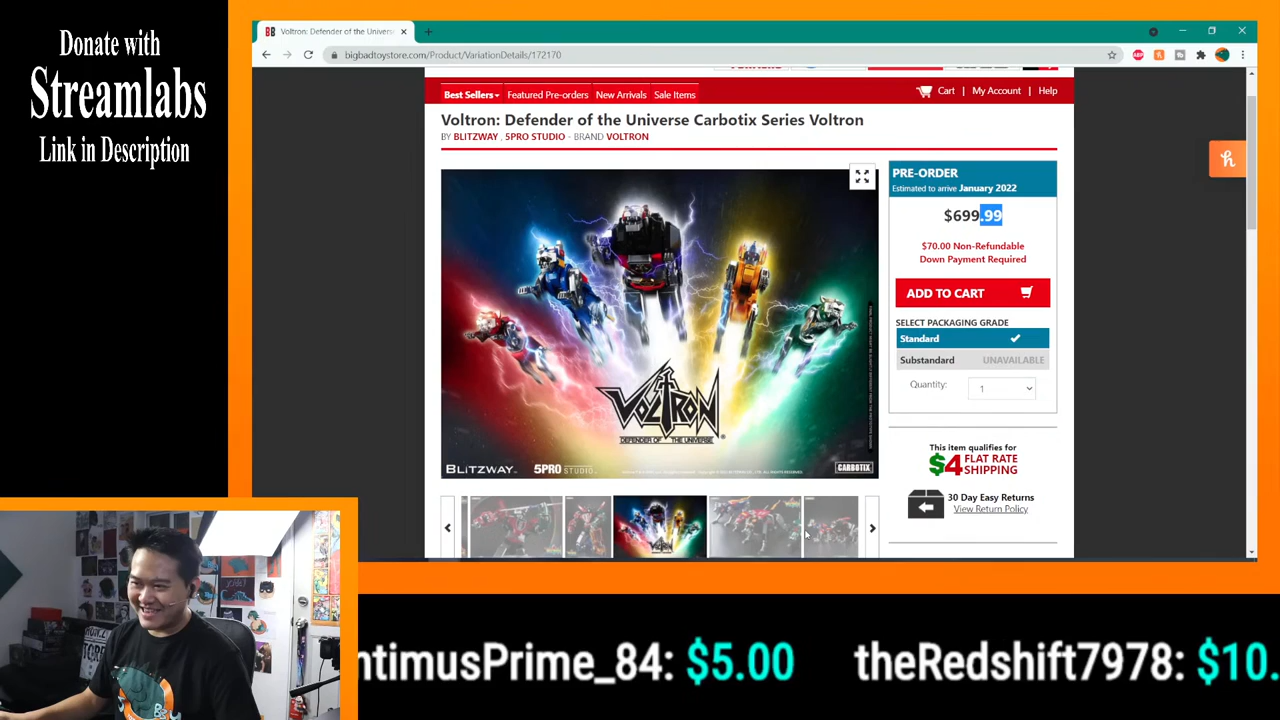 Donate with
Streamlabs
Link in Description
Voltron: Defender of the Univers
bigbadtoystore.com/Product/VariationDetails/172170
Best Sellers Featured Pre-orders New Arrivals Sale Items
Cart | My Account | Help
Voltron: Defender of the Universe Carbotix Series Voltron
BY BLITZWAY , 5PRO STUDIO - BRAND VOLTRON
PRE-ORDER
Estimated to arrive January 2022
$699.99
$70.00 Non-Refundable
Down Payment Required
ADD TO CART
SELECT PACKAGING GRADE
Standard
Substandard UNAVAILABLE
Quantity: 1
This item qualifies for
$4 FLAT RATE
SHIPPING
30 Day Easy Returns
View Return Policy
VOLTRON
DEFENDER OF THE UNIVERSE
BLITZWAY 5PRO STUDIO
CARBOTIX
ntimusPrime_84: $5.00 theRedshift7978: $10.